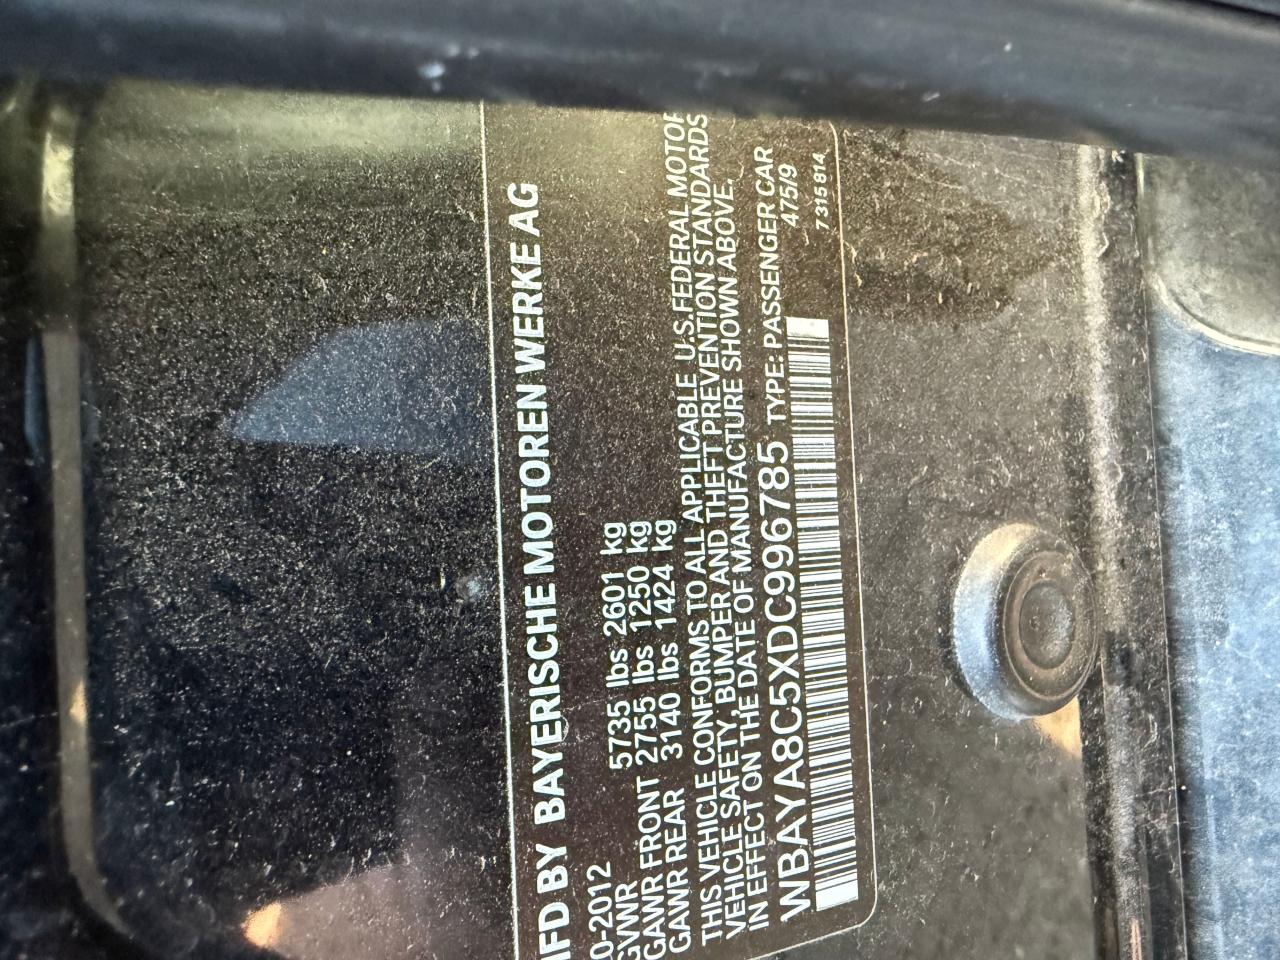 MFD BY BAYERISCHE MOTOREN WERKE AG
10-2012
GVWR 5735 lbs 2601 kg
GAWR FRONT 2755 lbs 1250 kg
GAWR REAR 3140 lbs 1424 kg
THIS VEHICLE CONFORMS TO ALL APPLICABLE U.S.FEDERAL MOTOR
VEHICLE SAFETY, BUMPER AND THEFT PREVENTION STANDARDS
IN EFFECT ON THE DATE OF MANUFACTURE SHOWN ABOVE.
WBAYA8C5XDC996785 TYPE: PASSENGER CAR
475/9
7315814